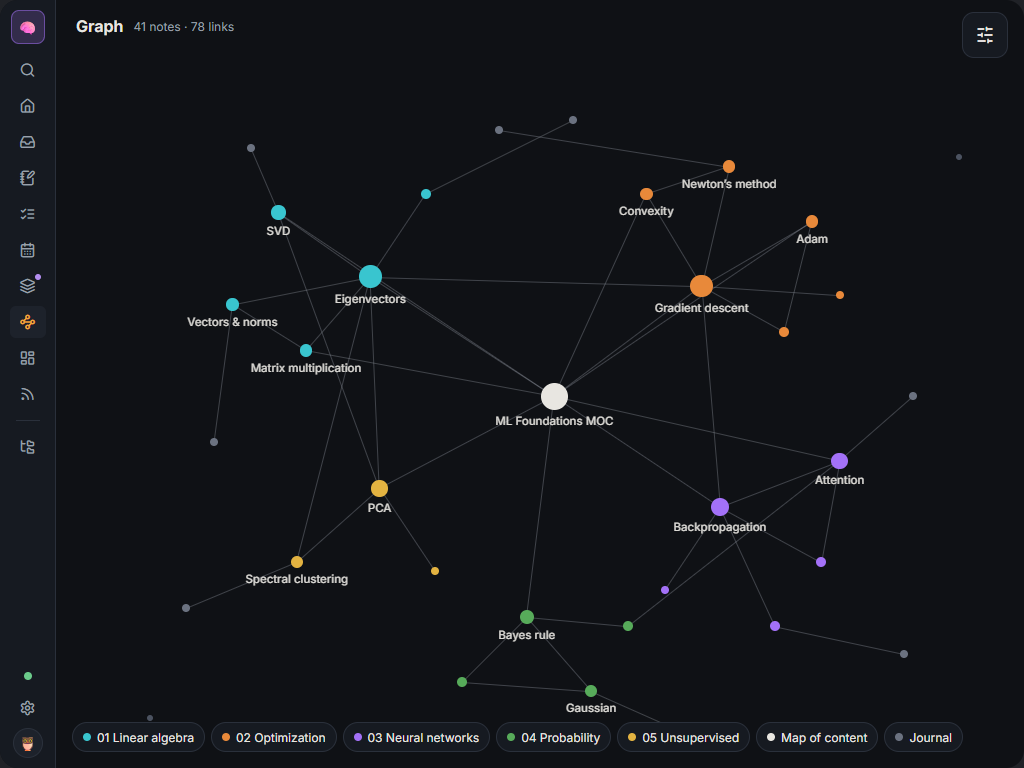 Graph 41 notes · 78 links
Newton's method
Convexity
SVD
Adam
Eigenvectors
Gradient descent
Vectors & norms
Matrix multiplication
ML Foundations MOC
Attention
PCA
Backpropagation
Spectral clustering
Bayes rule
Gaussian
01 Linear algebra 02 Optimization 03 Neural networks 04 Probability 05 Unsupervised Map of content Journal